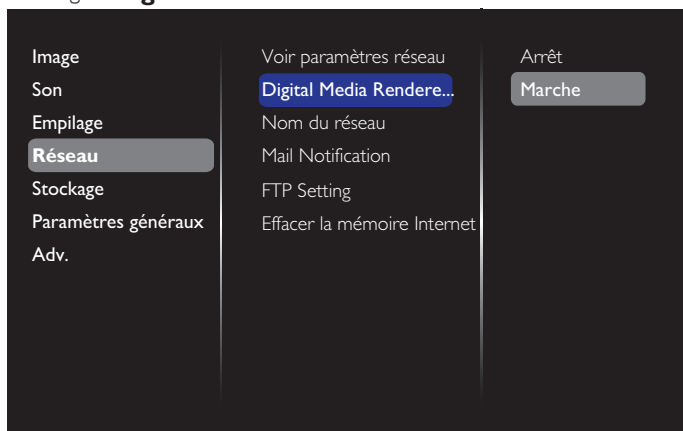 Image
Son
Empilage
Réseau
Stockage
Paramètres généraux
Adv.
Voir paramètres réseau
Digital Media Rendere...
Nom du réseau
Mail Notification
FTP Setting
Effacer la mémoire Internet
Arrêt
Marche